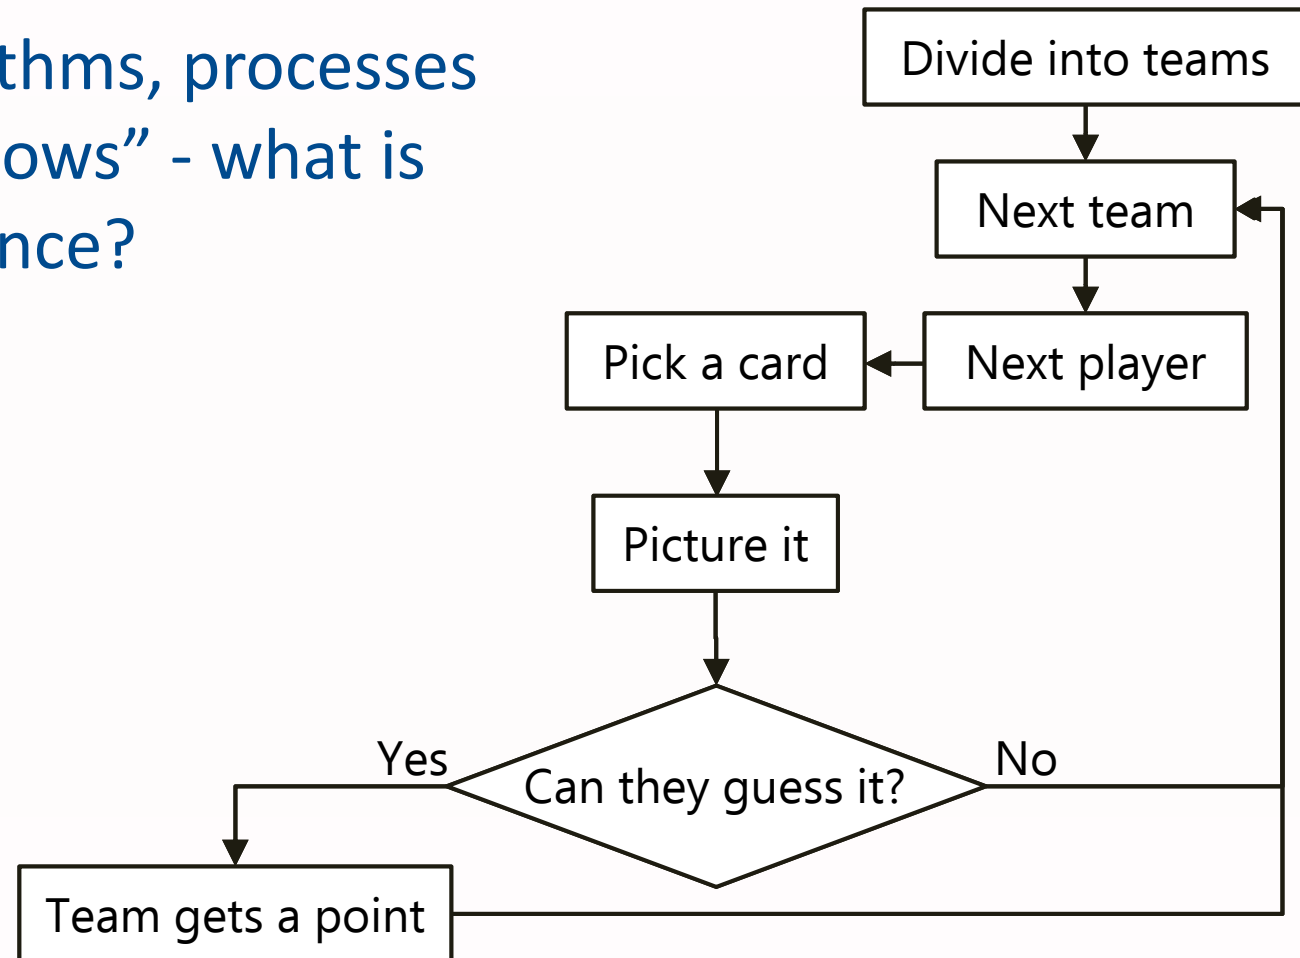 thms, processes
ows” - what is
nce?
Divide into teams
Next team
Next player
Pick a card
Picture it
Can they guess it?
Yes
No
Team gets a point